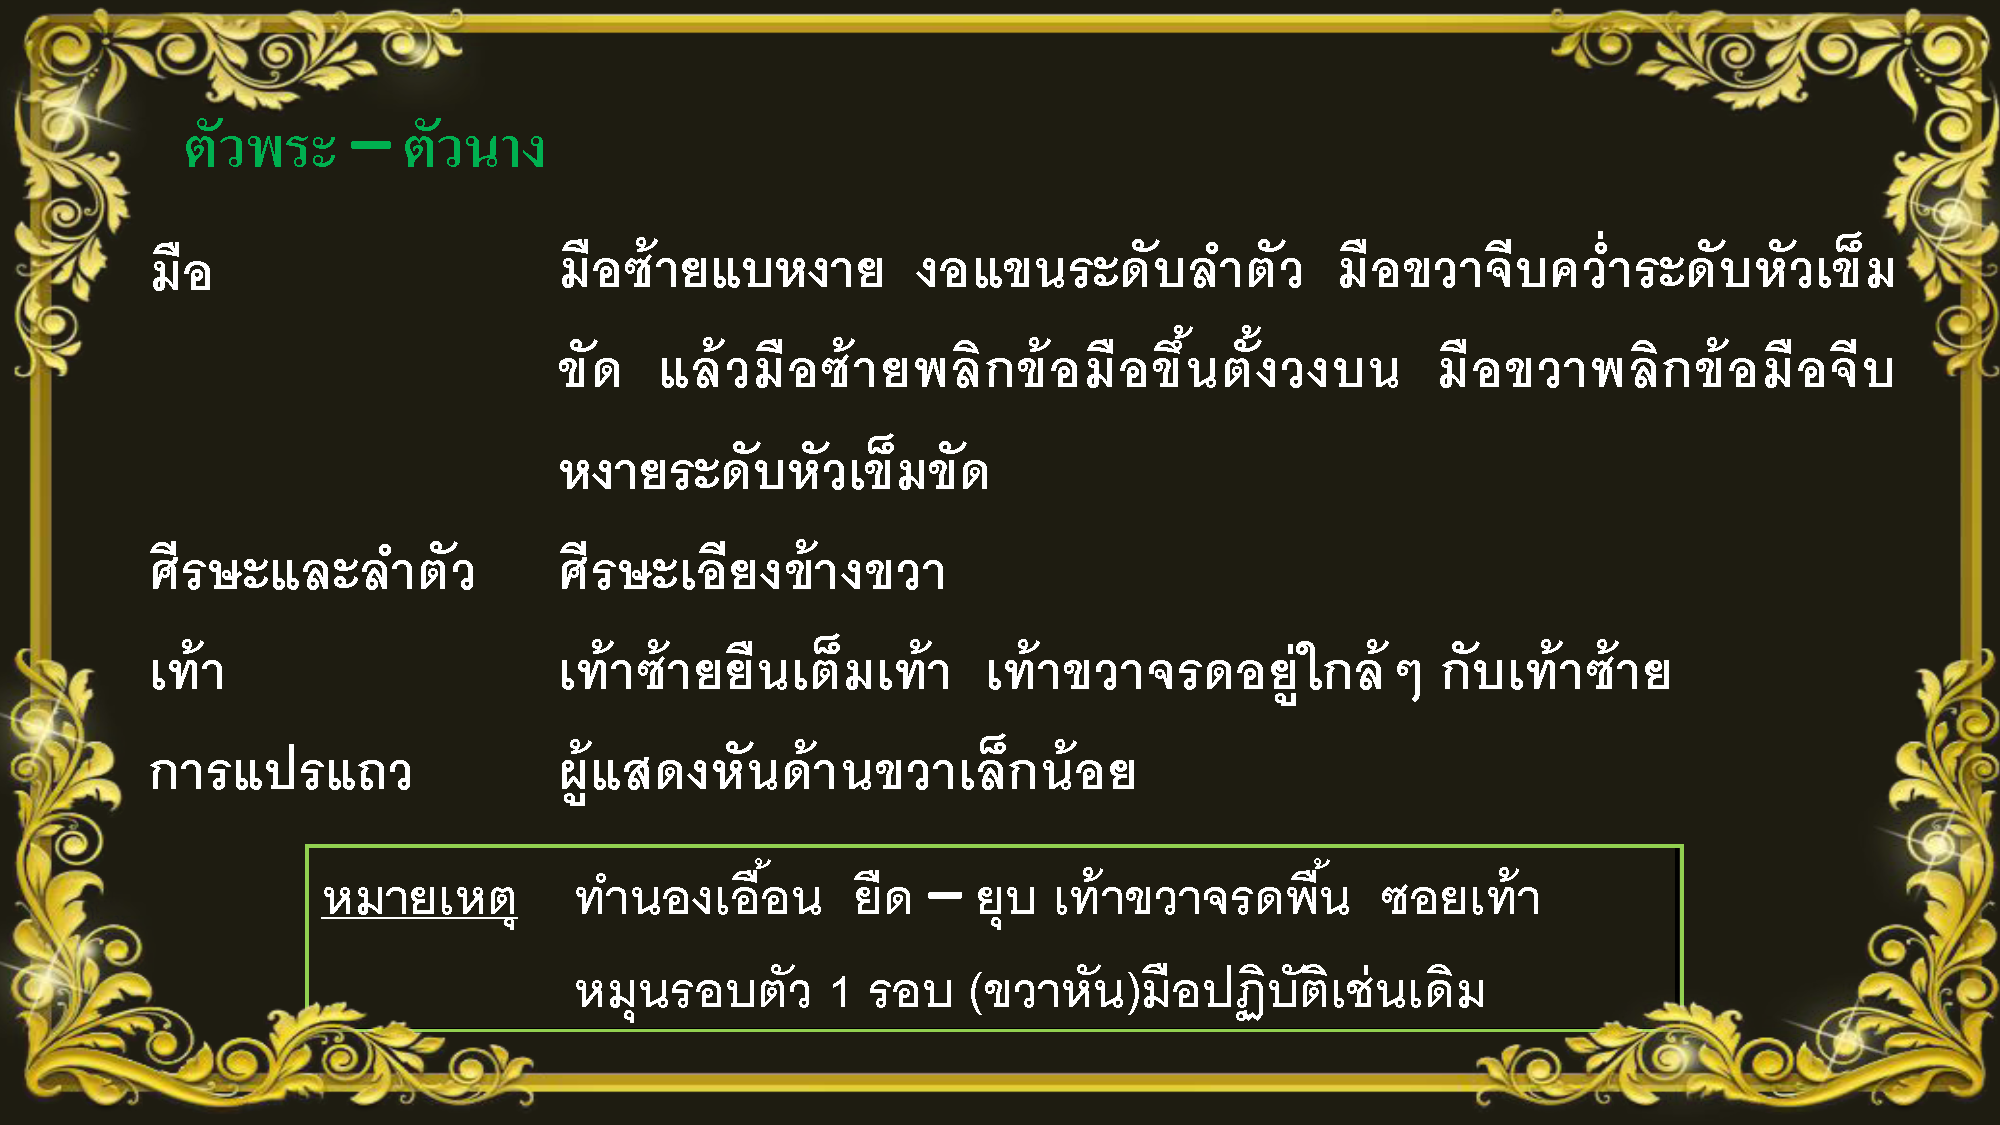 ตัวพระ – ตัวนาง
มือ มือซ้ายแบหงาย งอแขนระดับลำตัว มือขวาจีบคว่ำระดับหัวเข็ม
ขัด แล้วมือซ้ายพลิกข้อมือขึ้นตั้งวงบน มือขวาพลิกข้อมือจีบ
หงายระดับหัวเข็มขัด
ศีรษะและลำตัว ศีรษะเอียงข้างขวา
เท้า เท้าซ้ายยืนเต็มเท้า เท้าขวาจรดอยู่ใกล้ๆ กับเท้าซ้าย
การแปรแถว ผู้แสดงหันด้านขวาเล็กน้อย
หมายเหตุ ทำนองเอื้อน ยืด – ยุบ เท้าขวาจรดพื้น ซอยเท้า
หมุนรอบตัว 1 รอบ (ขวาหัน)มือปฏิบัติเช่นเดิม